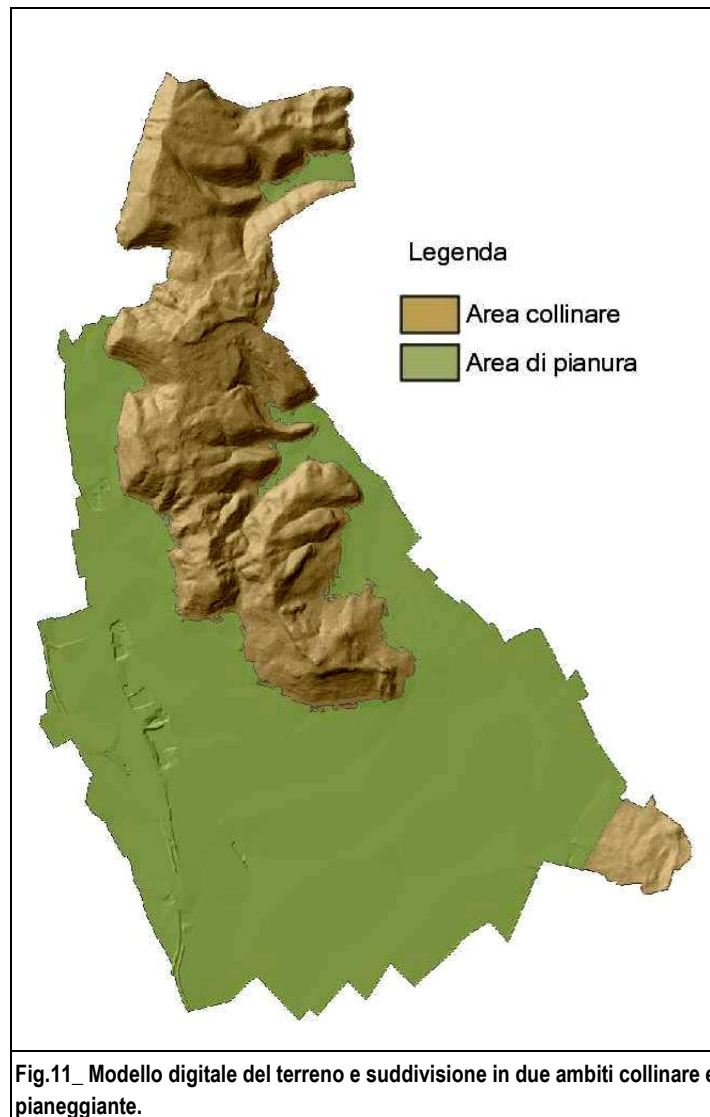 Legenda
Area collinare
Area di pianura
Fig.11_ Modello digitale del terreno e suddivisione in due ambiti collinare e
pianeggiante.